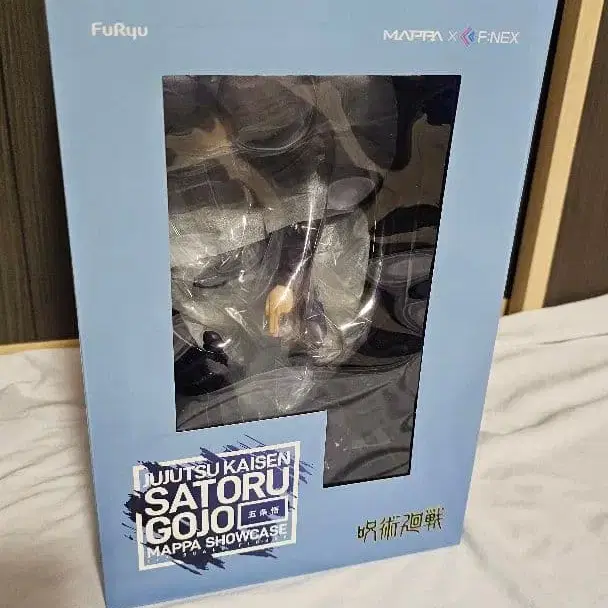 FuRyu
MAPPA × F:NEX
JUJUTSU KAISEN
SATORU
GOJO 五条悟
MAPPA SHOWCASE
呪術廻戦